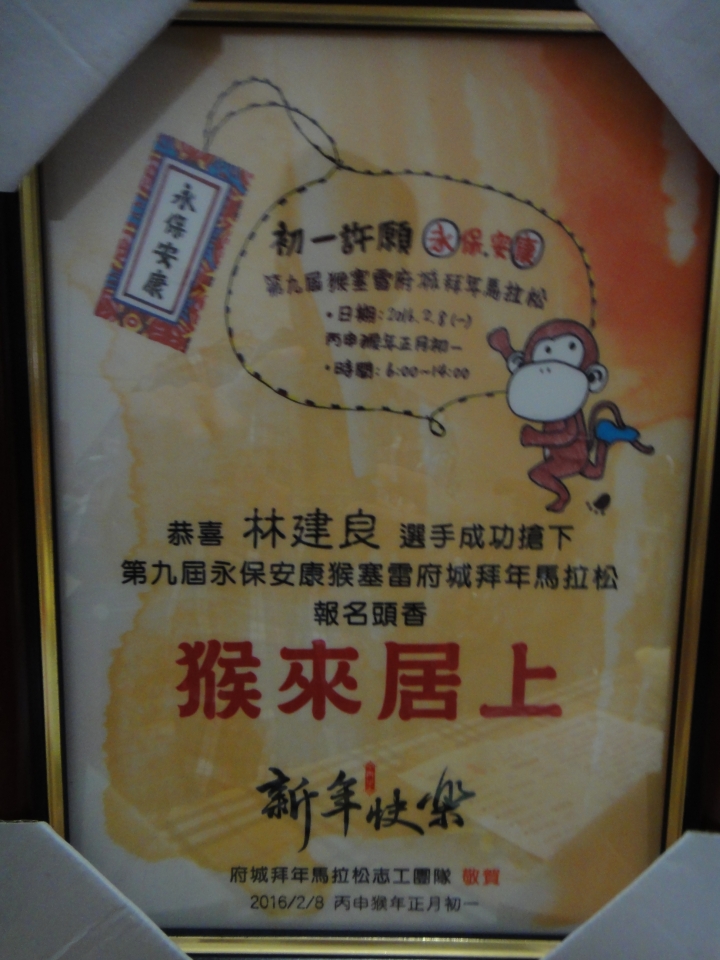 永保安康
初一許願 永保.安康
第九屆猴塞雷府城拜年馬拉松
·日期:2016.2.8(一)
丙申猴年正月初一
·時間:6:00~14:00
恭喜 林建良 選手成功搶下
第九屆永保安康猴塞雷府城拜年馬拉松
報名頭香
猴來居上
新年快樂
府城拜年馬拉松志工團隊 敬賀
2016/2/8 丙申猴年正月初一